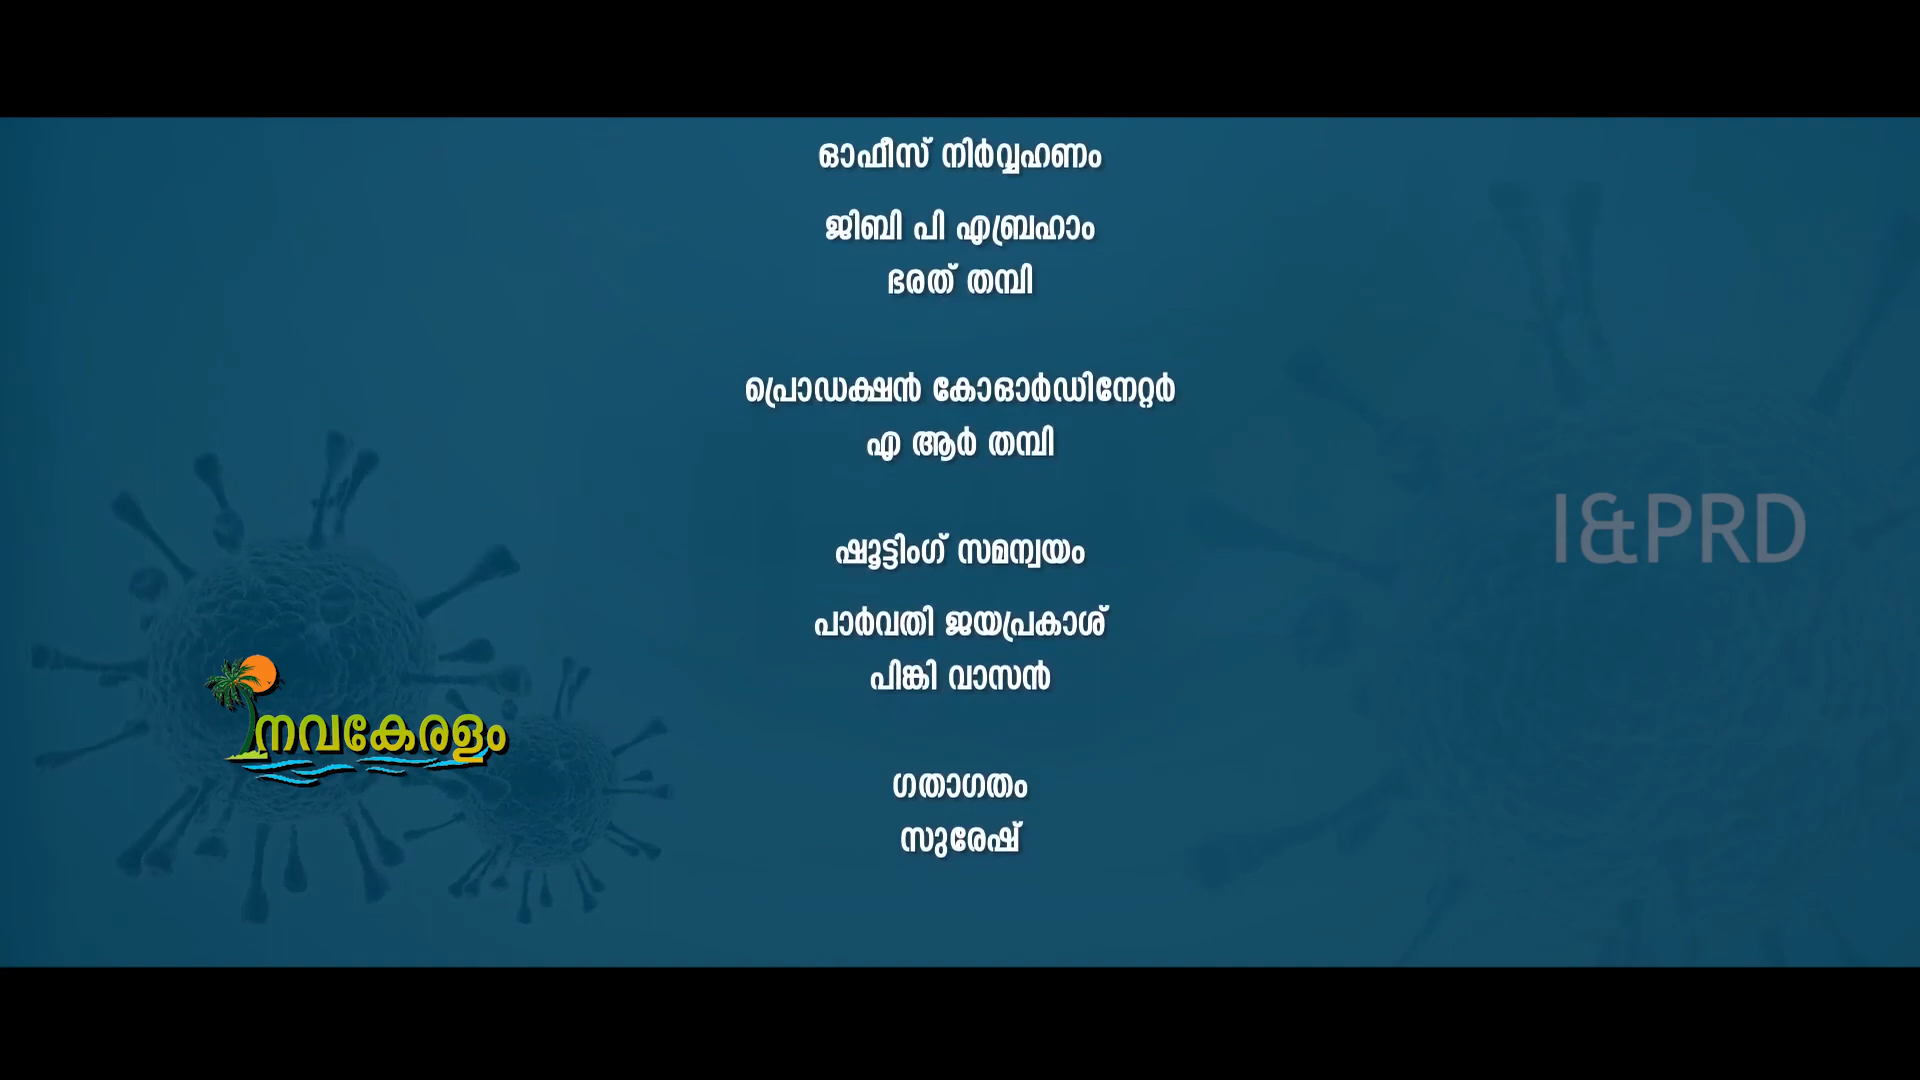 ഓഫീസ് നിർവ്വഹണം
ജിബി പി എബ്രഹാം
ഭരത് തമ്പി
പ്രൊഡക്ഷൻ കോഓർഡിനേറ്റർ
എ ആർ തമ്പി
I&PRD
ഷൂട്ടിംഗ് സമന്വയം
പാർവതി ജയപ്രകാശ്
പിങ്കി വാസൻ
നവകേരളം
ഗതാഗതം
സുരേഷ്